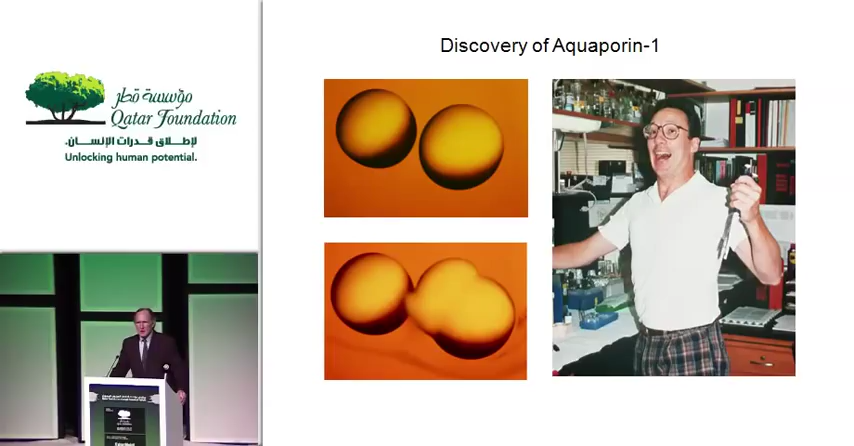 Discovery of Aquaporin-1
مؤسسة قطر
Qatar Foundation
لإطلاق قدرات الإنسان.
Unlocking human potential.